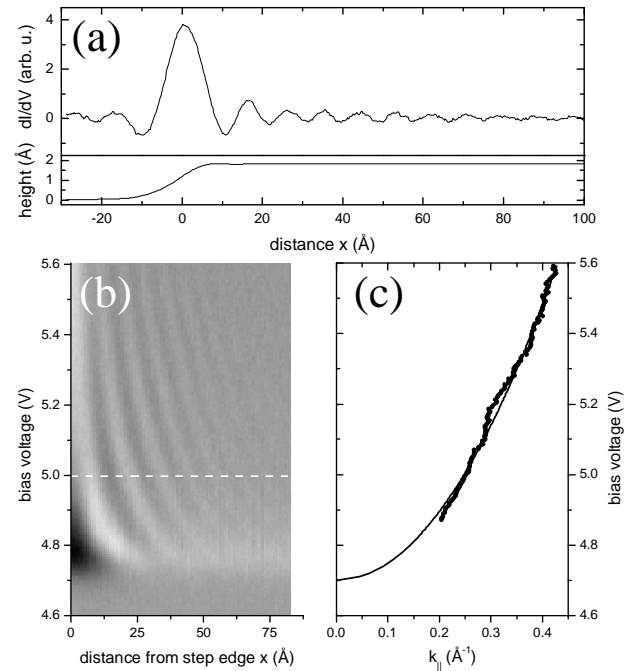 (a)
dI/dV (arb. u.)
4
2
0
height (Å)
2
1
0
-20 0 20 40 60 80 100
distance x (Å)
(b)
bias voltage (V)
5.6
5.4
5.2
5.0
4.8
4.6
0 25 50 75
distance from step edge x (Å)
(c)
5.6
5.4
5.2
5.0
4.8
4.6
bias voltage (V)
0.0 0.1 0.2 0.3 0.4
k|| (Å-1)